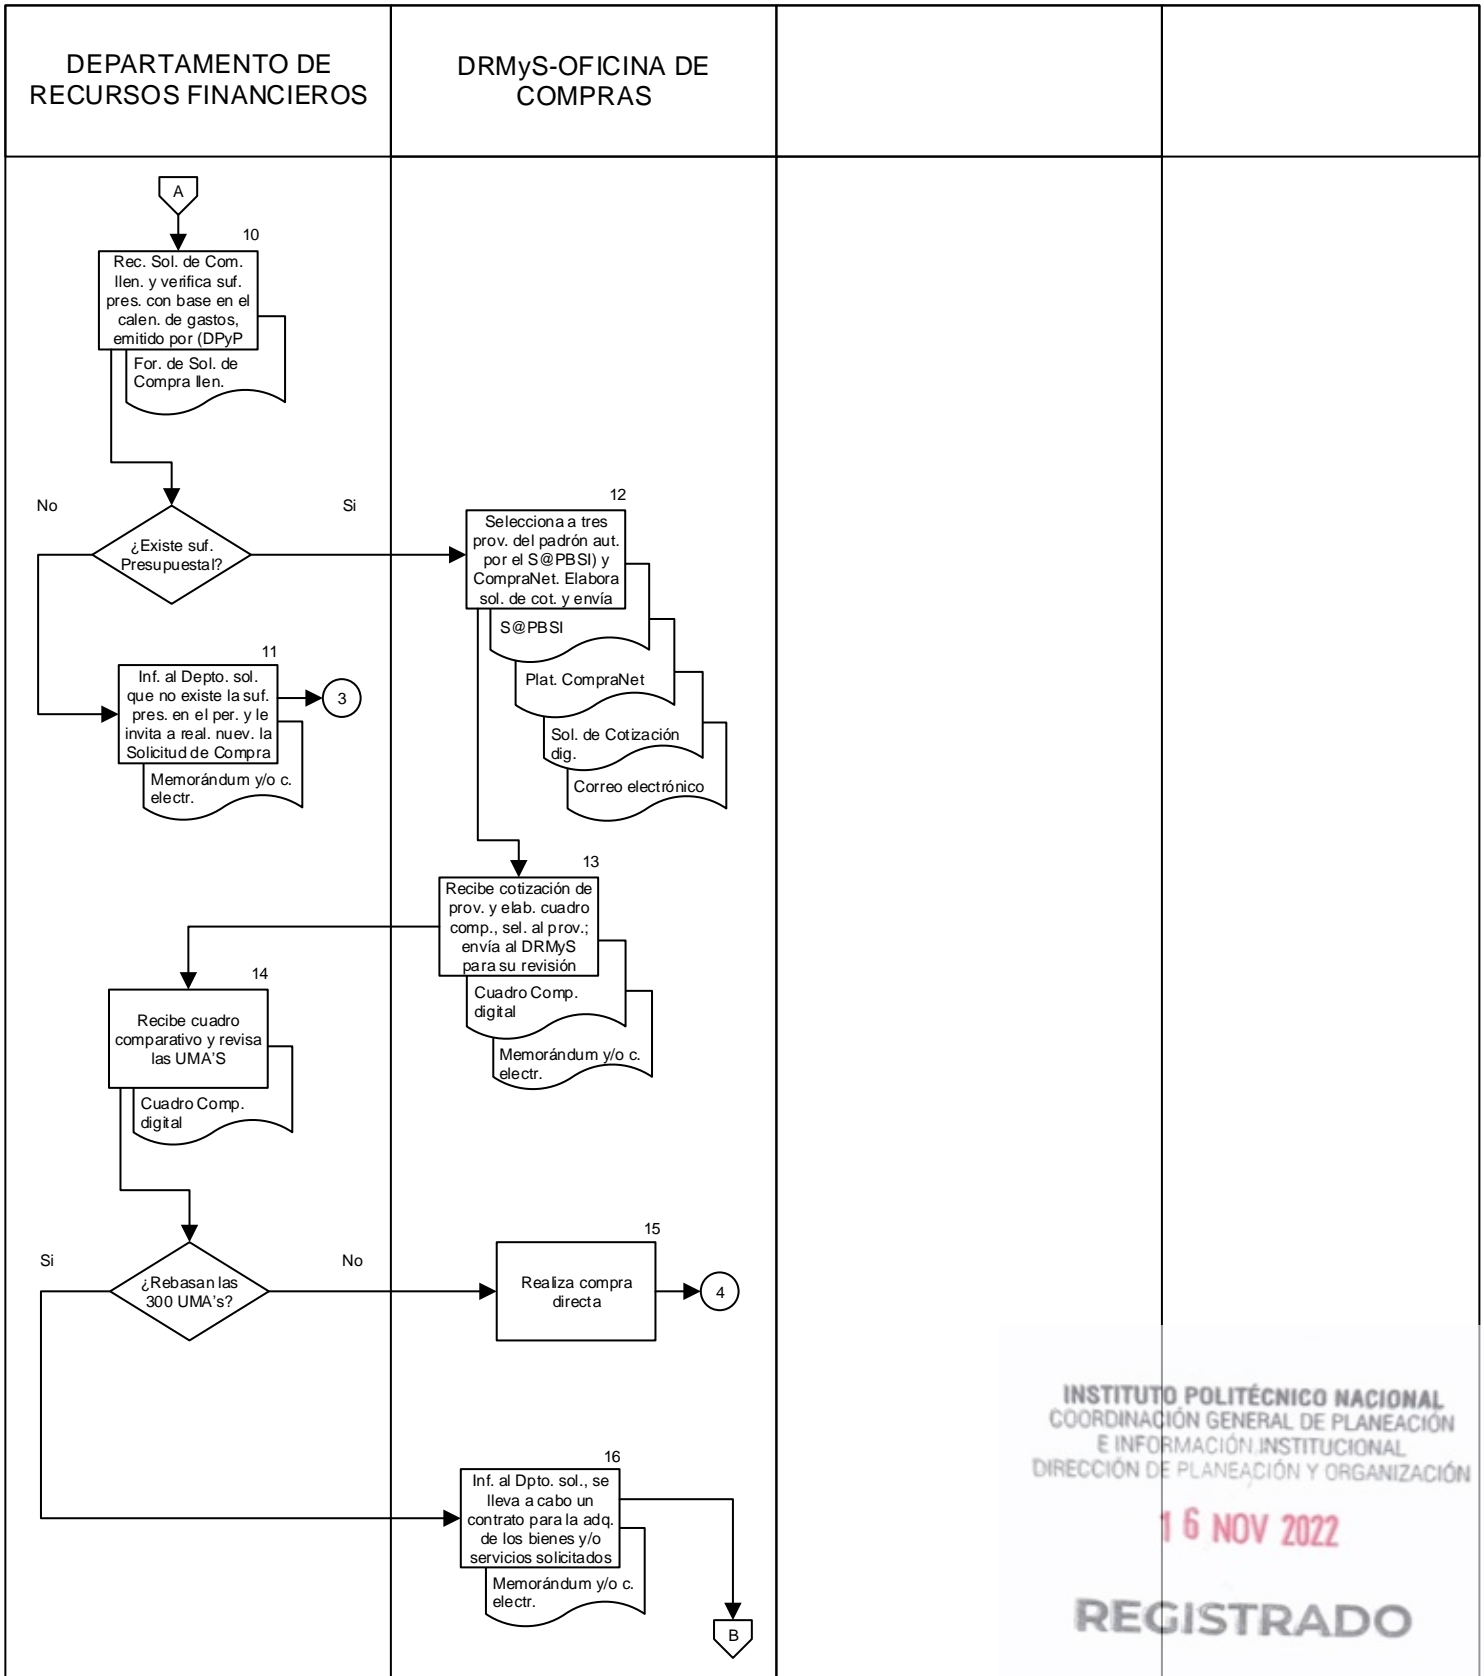 DEPARTAMENTO DE
RECURSOS FINANCIEROS
DRMyS-OFICINA DE
COMPRAS
A
10
Rec. Sol. de Com.
llen. y verifica suf.
pres. con base en el
calen. de gastos,
emitido por (DPyP
For. de Sol. de
Compra llen.
No
Si
¿Existe suf.
Presupuestal?
12
Selecciona a tres
prov. del padrón aut.
por el S@PBSI) y
CompraNet. Elabora
sol. de cot. y envía
S@PBSI
Plat. CompraNet
Sol. de Cotización
dig.
Correo electrónico
11
Inf. al Depto. sol.
que no existe la suf.
pres. en el per. y le
invita a real. nuev. la
Solicitud de Compra
3
Memorándum y/o c.
electr.
13
Recibe cotización de
prov. y elab. cuadro
comp., sel. al prov.;
envía al DRMyS
para su revisión
Cuadro Comp.
digital
Memorándum y/o c.
electr.
14
Recibe cuadro
comparativo y revisa
las UMA'S
Cuadro Comp.
digital
Si
No
¿Rebasan las
300 UMA's?
15
Realiza compra
directa
4
16
Inf. al Dpto. sol., se
lleva a cabo un
contrato para la adq.
de los bienes y/o
servicios solicitados
Memorándum y/o c.
electr.
B
INSTITUTO POLITÉCNICO NACIONAL
COORDINACIÓN GENERAL DE PLANEACIÓN
E INFORMACIÓN INSTITUCIONAL
DIRECCIÓN DE PLANEACIÓN Y ORGANIZACIÓN
16 NOV 2022
REGISTRADO